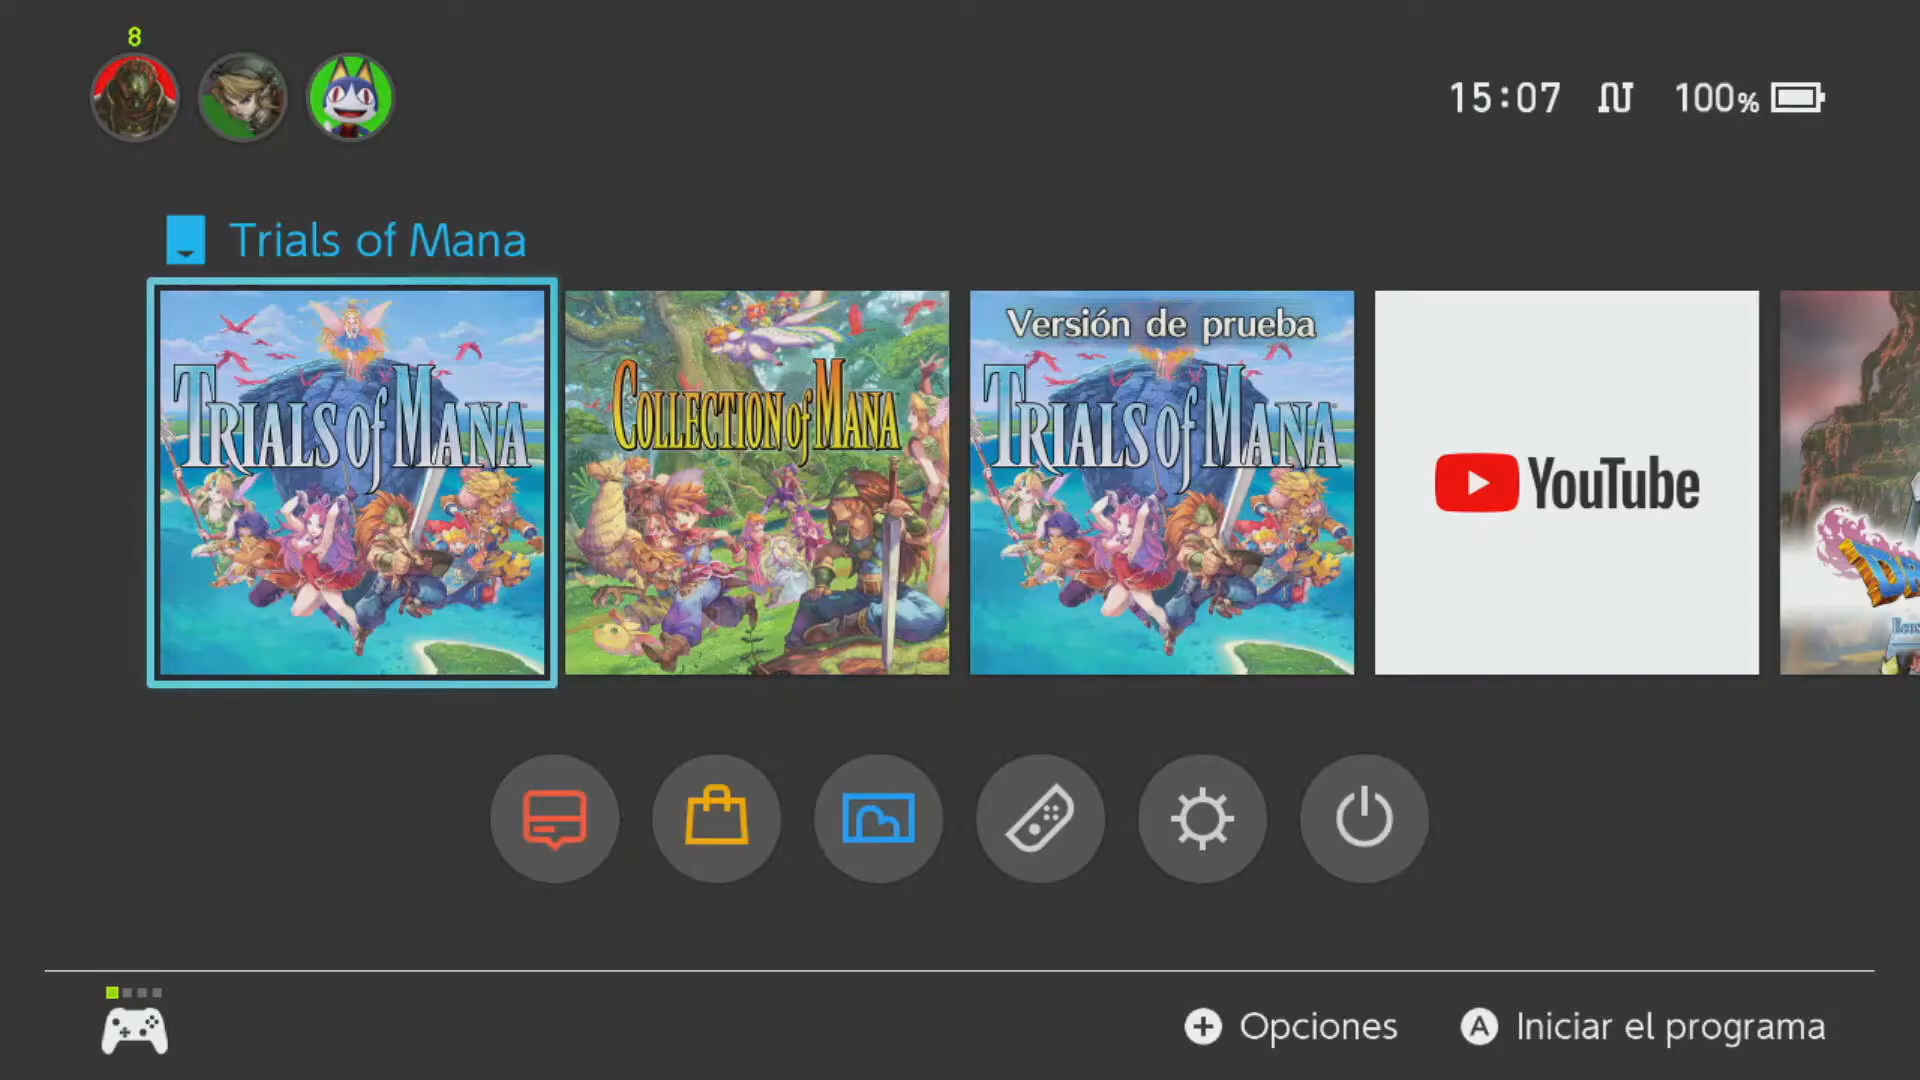 8
15:07 100%
Trials of Mana
TRIALS of MANA
COLLECTION of MANA
Versión de prueba
TRIALS of MANA
YouTube
Opciones
A Iniciar el programa